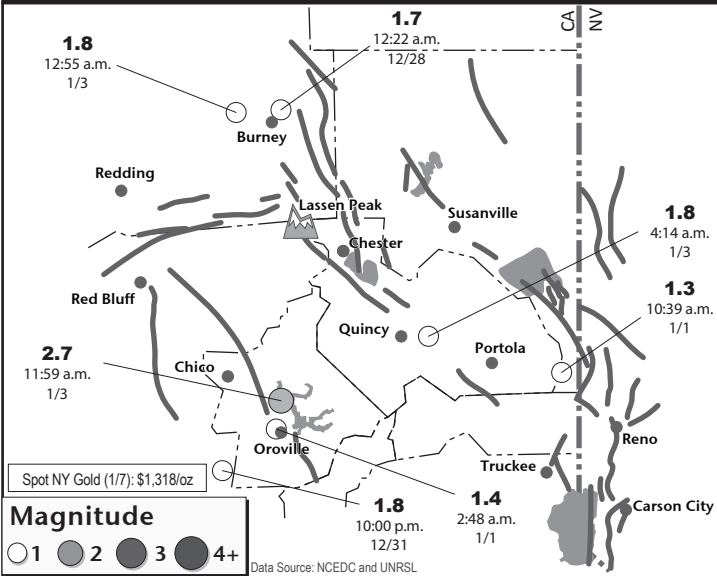 1.7
12:22 a.m.
12/28
CA
NV
1.8
12:55 a.m.
1/3
Burney
Redding
Lassen Peak
Susanville
1.8
4:14 a.m.
1/3
Chester
Red Bluff
1.3
10:39 a.m.
1/1
Quincy
Portola
2.7
11:59 a.m.
1/3
Chico
Oroville
Reno
Truckee
Spot NY Gold (1/7): $1,318/oz
1.8
10:00 p.m.
12/31
1.4
2:48 a.m.
1/1
Carson City
Magnitude
1 2 3 4+
Data Source: NCEDC and UNRSL